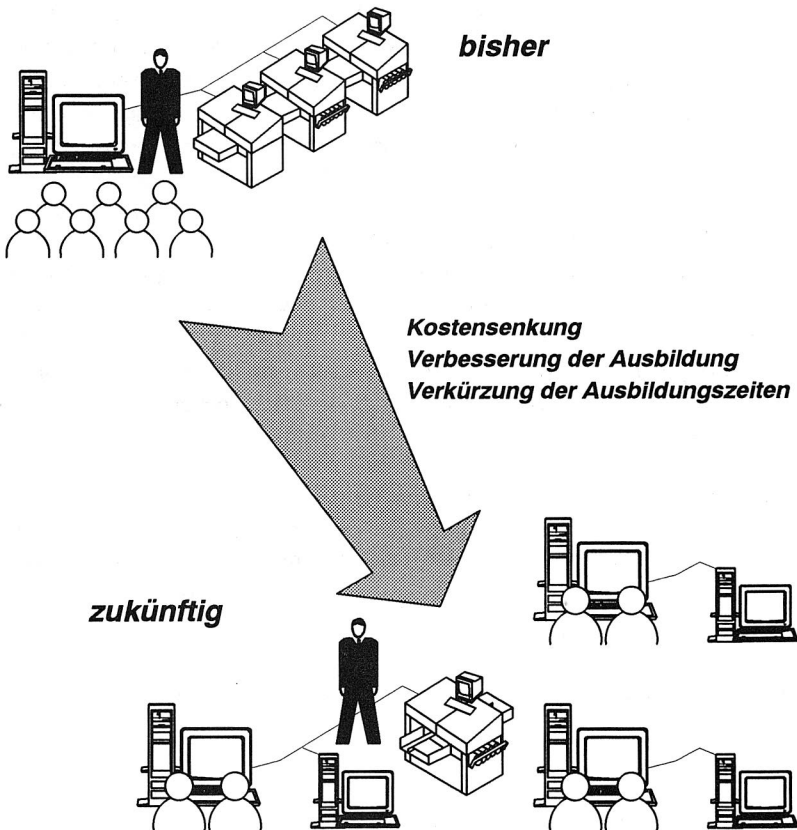 bisher
Kostensenkung
Verbesserung der Ausbildung
Verkürzung der Ausbildungszeiten
zukünftig